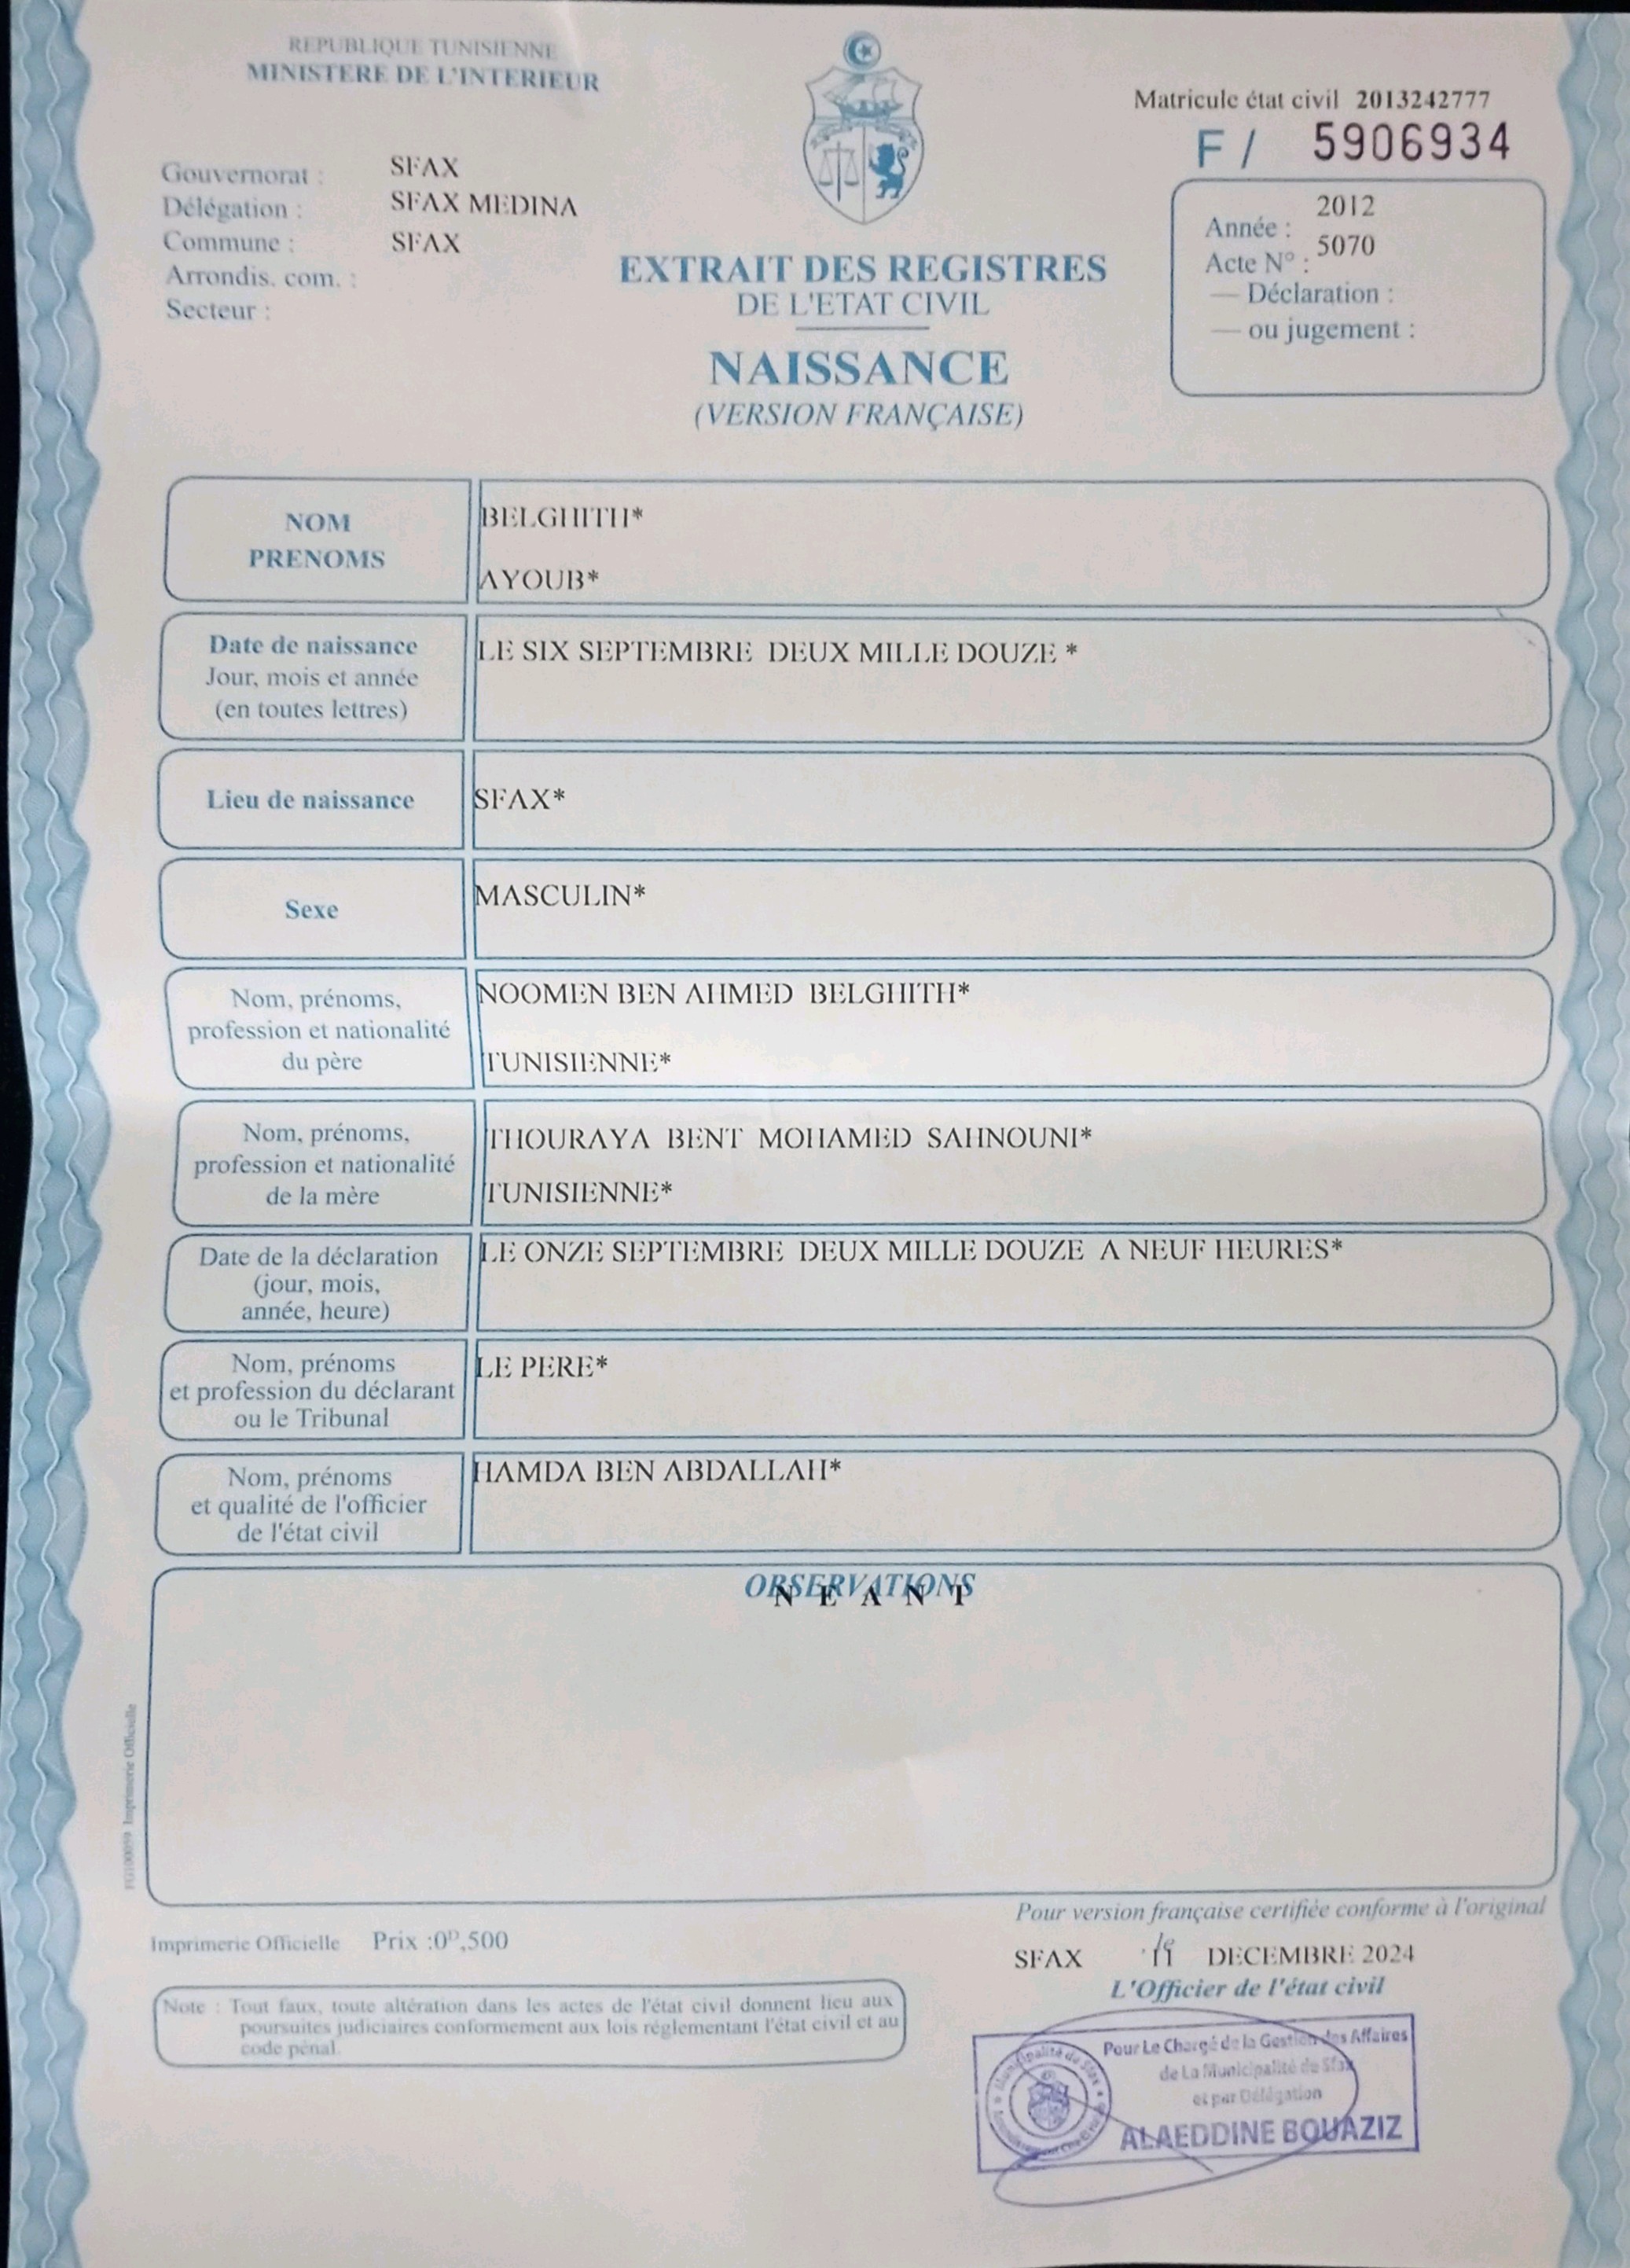 REPUBLIQUE TUNISIENNE
MINISTERE DE L'INTERIEUR
Matricule état civil 2013242777
F / 5906934
Gouvernorat : SFAX
Délégation : SFAX MEDINA
Commune : SFAX
Arrondis. com. :
Secteur :
Année : 2012
Acte N° : 5070
— Déclaration :
— ou jugement :
EXTRAIT DES REGISTRES
DE L'ETAT CIVIL
NAISSANCE
(VERSION FRANÇAISE)
NOM
PRENOMS
BELGHITH*
AYOUB*
Date de naissance
Jour, mois et année
(en toutes lettres)
LE SIX SEPTEMBRE DEUX MILLE DOUZE *
Lieu de naissance
SFAX*
Sexe
MASCULIN*
Nom, prénoms,
profession et nationalité
du père
NOOMEN BEN AHMED BELGHITH*
TUNISIENNE*
Nom, prénoms,
profession et nationalité
de la mère
THOURAYA BENT MOHAMED SAHNOUNI*
TUNISIENNE*
Date de la déclaration
(jour, mois,
année, heure)
LE ONZE SEPTEMBRE DEUX MILLE DOUZE A NEUF HEURES*
Nom, prénoms
et profession du déclarant
ou le Tribunal
LE PERE*
Nom, prénoms
et qualité de l'officier
de l'état civil
HAMDA BEN ABDALLAH*
OBSERVATIONS
N E A N T
Imprimerie Officielle
Pour version française certifiée conforme à l'original
Imprimerie Officielle Prix :0ᴰ,500
SFAX le 11 DECEMBRE 2024
L'Officier de l'état civil
Note : Tout faux, toute altération dans les actes de l'état civil donnent lieu aux
poursuites judiciaires conformement aux lois réglementant l'état civil et au
code pénal.
Pour Le Chargé de la Gestion des Affaires
de La Municipalité de Sfax
et par Délégation
ALAEDDINE BOUAZIZ
Municipalité de Sfax